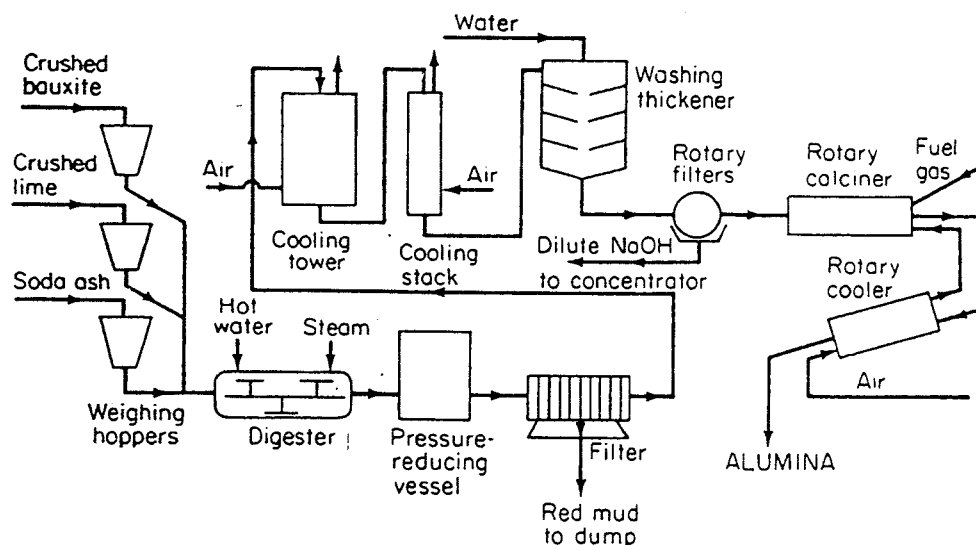 Crushed
bauxite
Crushed
lime
Soda ash
Weighing
hoppers
Hot
water
Steam
Digester
Pressure-
reducing
vessel
Filter
Red mud
to dump
Air
Cooling
tower
Air
Cooling
stack
Water
Washing
thickener
Rotary
filters
Dilute NaOH
to concentrator
Rotary
calciner
Fuel
gas
Rotary
cooler
Air
ALUMINA